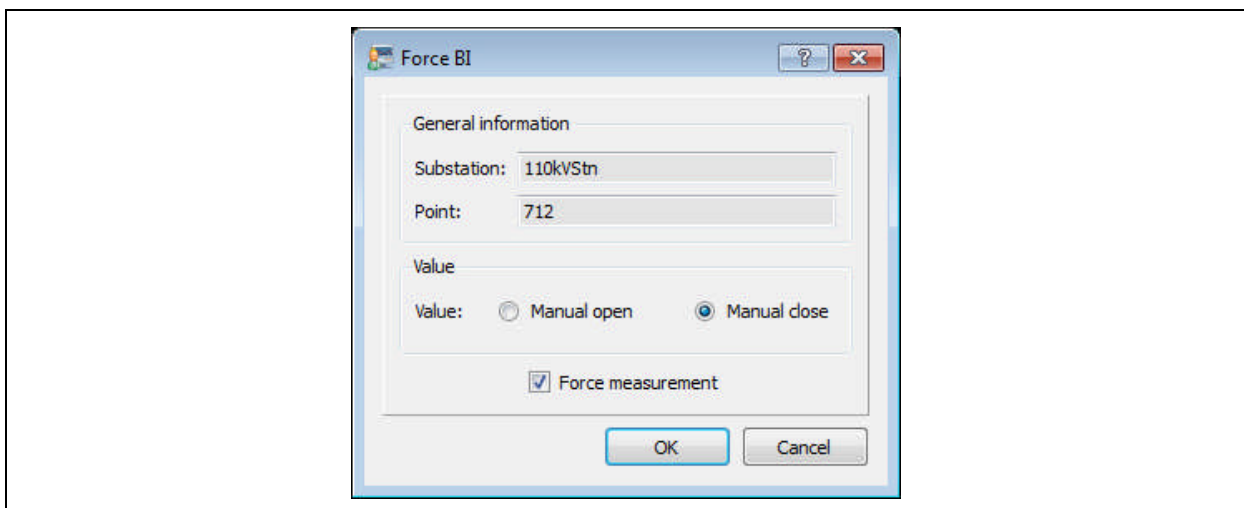 Force BI
General information
Substation: 110kVStn
Point: 712
Value
Value: Manual open Manual close
Force measurement
OK Cancel